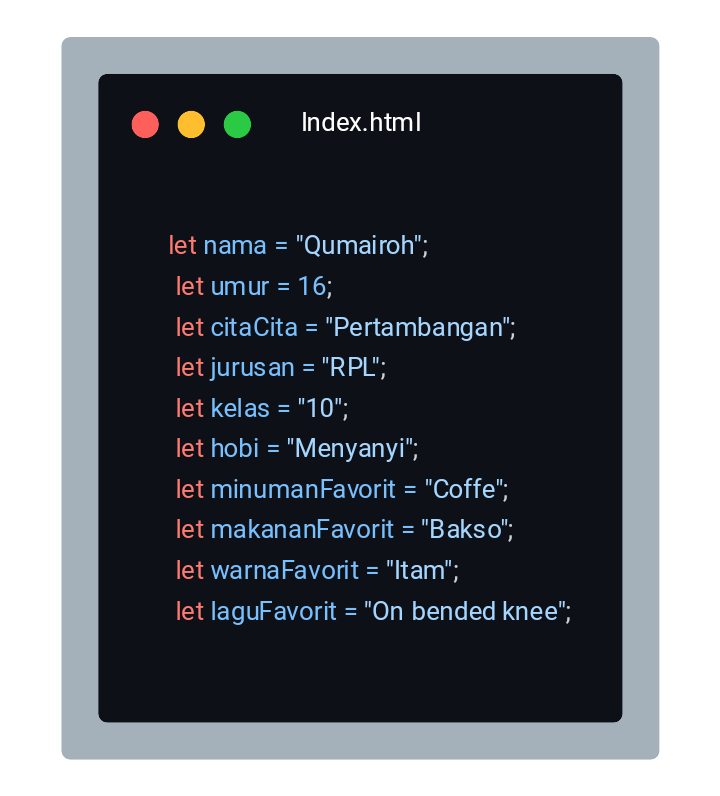 Index.html
let nama = "Qumairoh";
let umur = 16;
let citaCita = "Pertambangan";
let jurusan = "RPL";
let kelas = "10";
let hobi = "Menyanyi";
let minumanFavorit = "Coffe";
let makananFavorit = "Bakso";
let warnaFavorit = "Itam";
let laguFavorit = "On bended knee";